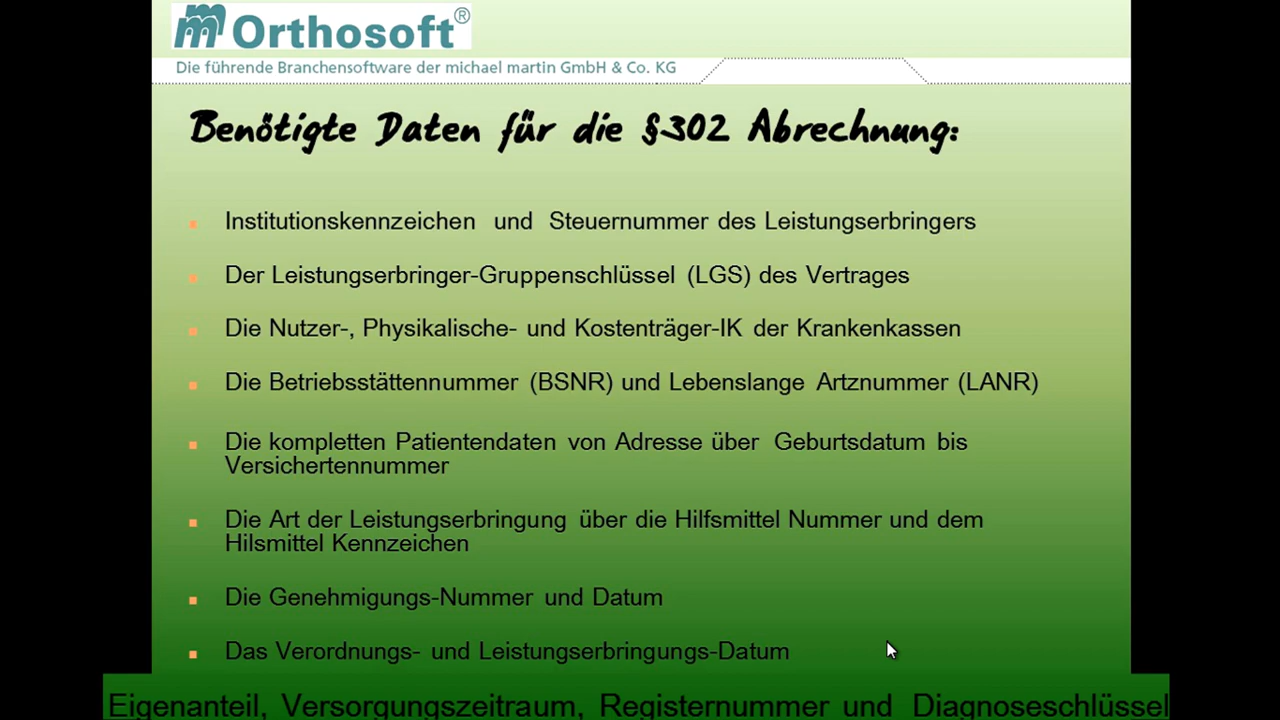 mm Orthosoft®
Die führende Branchensoftware der michael martin GmbH & Co. KG
Benötigte Daten für die §302 Abrechnung:
Institutionskennzeichen und Steuernummer des Leistungserbringers
Der Leistungserbringer-Gruppenschlüssel (LGS) des Vertrages
Die Nutzer-, Physikalische- und Kostenträger-IK der Krankenkassen
Die Betriebsstättennummer (BSNR) und Lebenslange Artznummer (LANR)
Die kompletten Patientendaten von Adresse über Geburtsdatum bis
Versichertennummer
Die Art der Leistungserbringung über die Hilfsmittel Nummer und dem
Hilsmittel Kennzeichen
Die Genehmigungs-Nummer und Datum
Das Verordnungs- und Leistungserbringungs-Datum
Eigenanteil, Versorgungszeitraum, Registernummer und Diagnoseschlüssel